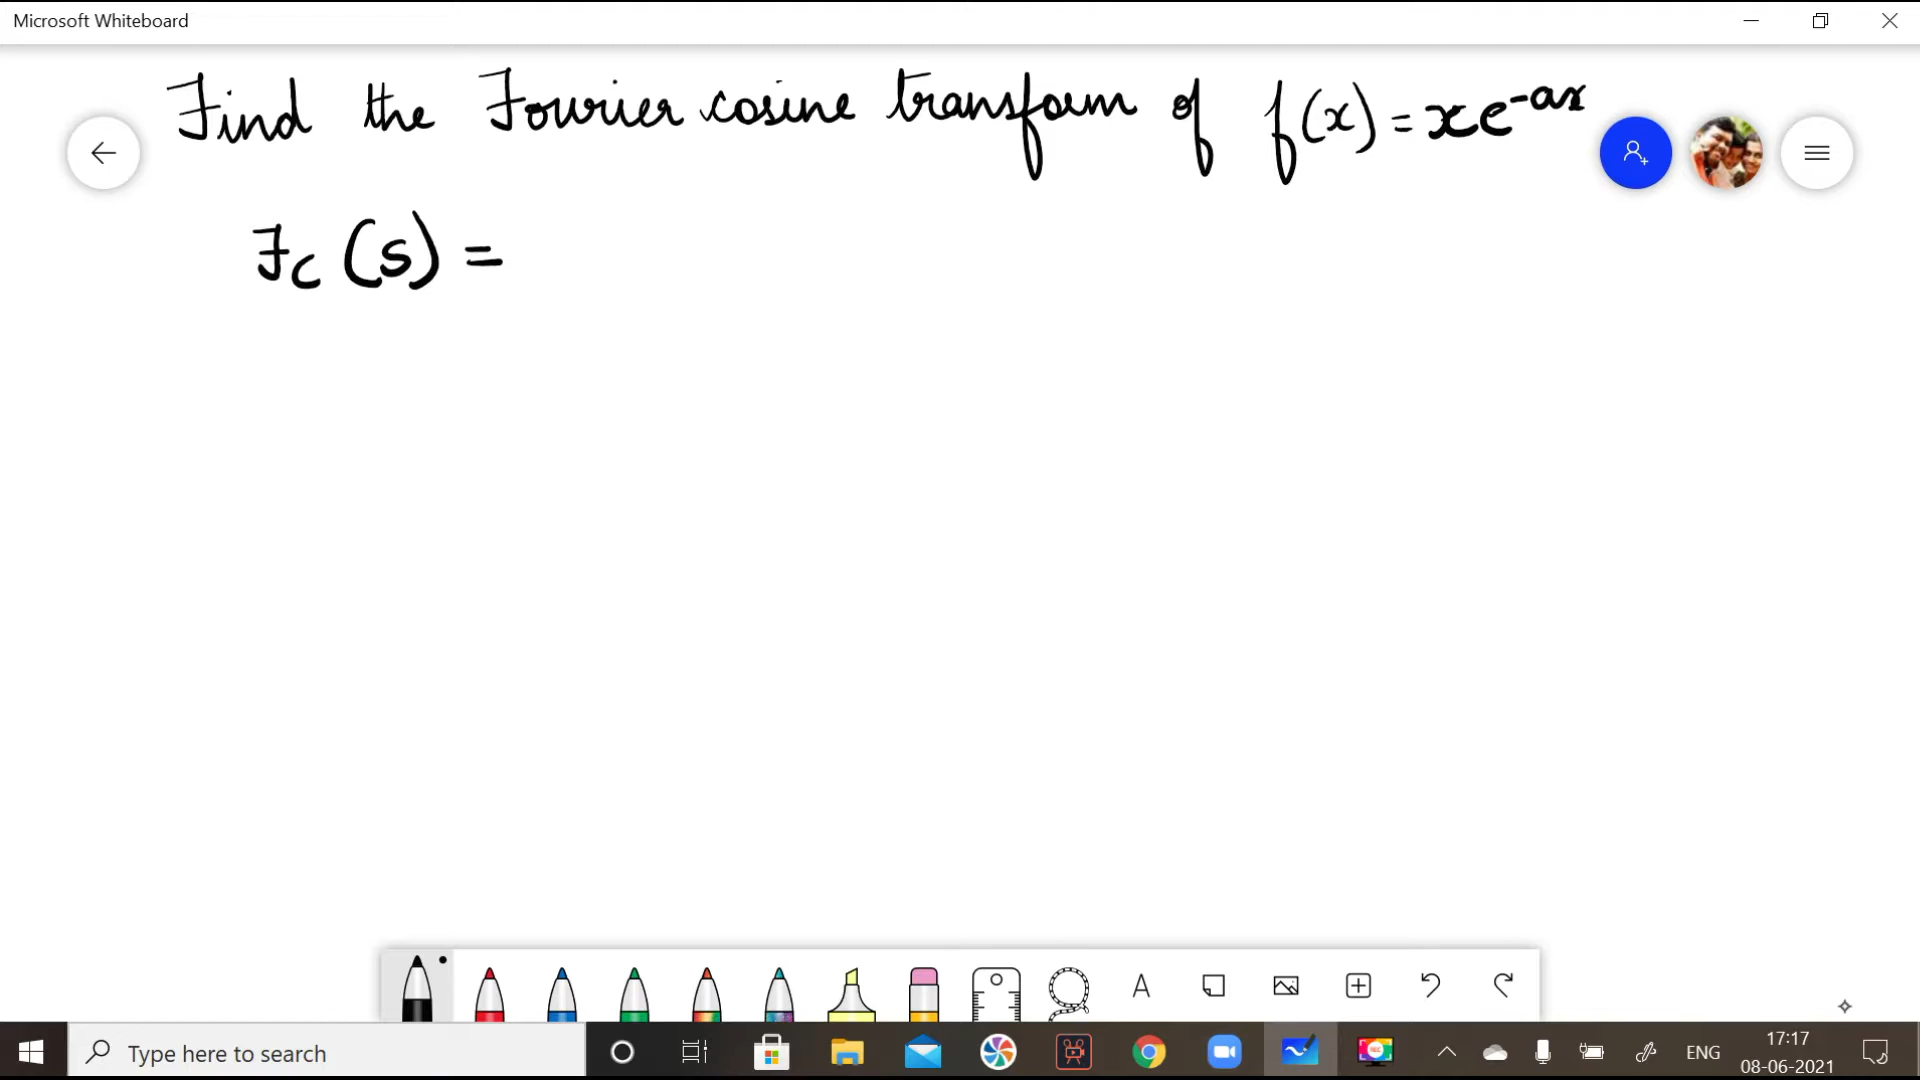 Microsoft Whiteboard
Find the Fourier cosine transform of f(x) = xe^{-ax}
F_c (s) =
A
Type here to search
ENG
17:17
08-06-2021